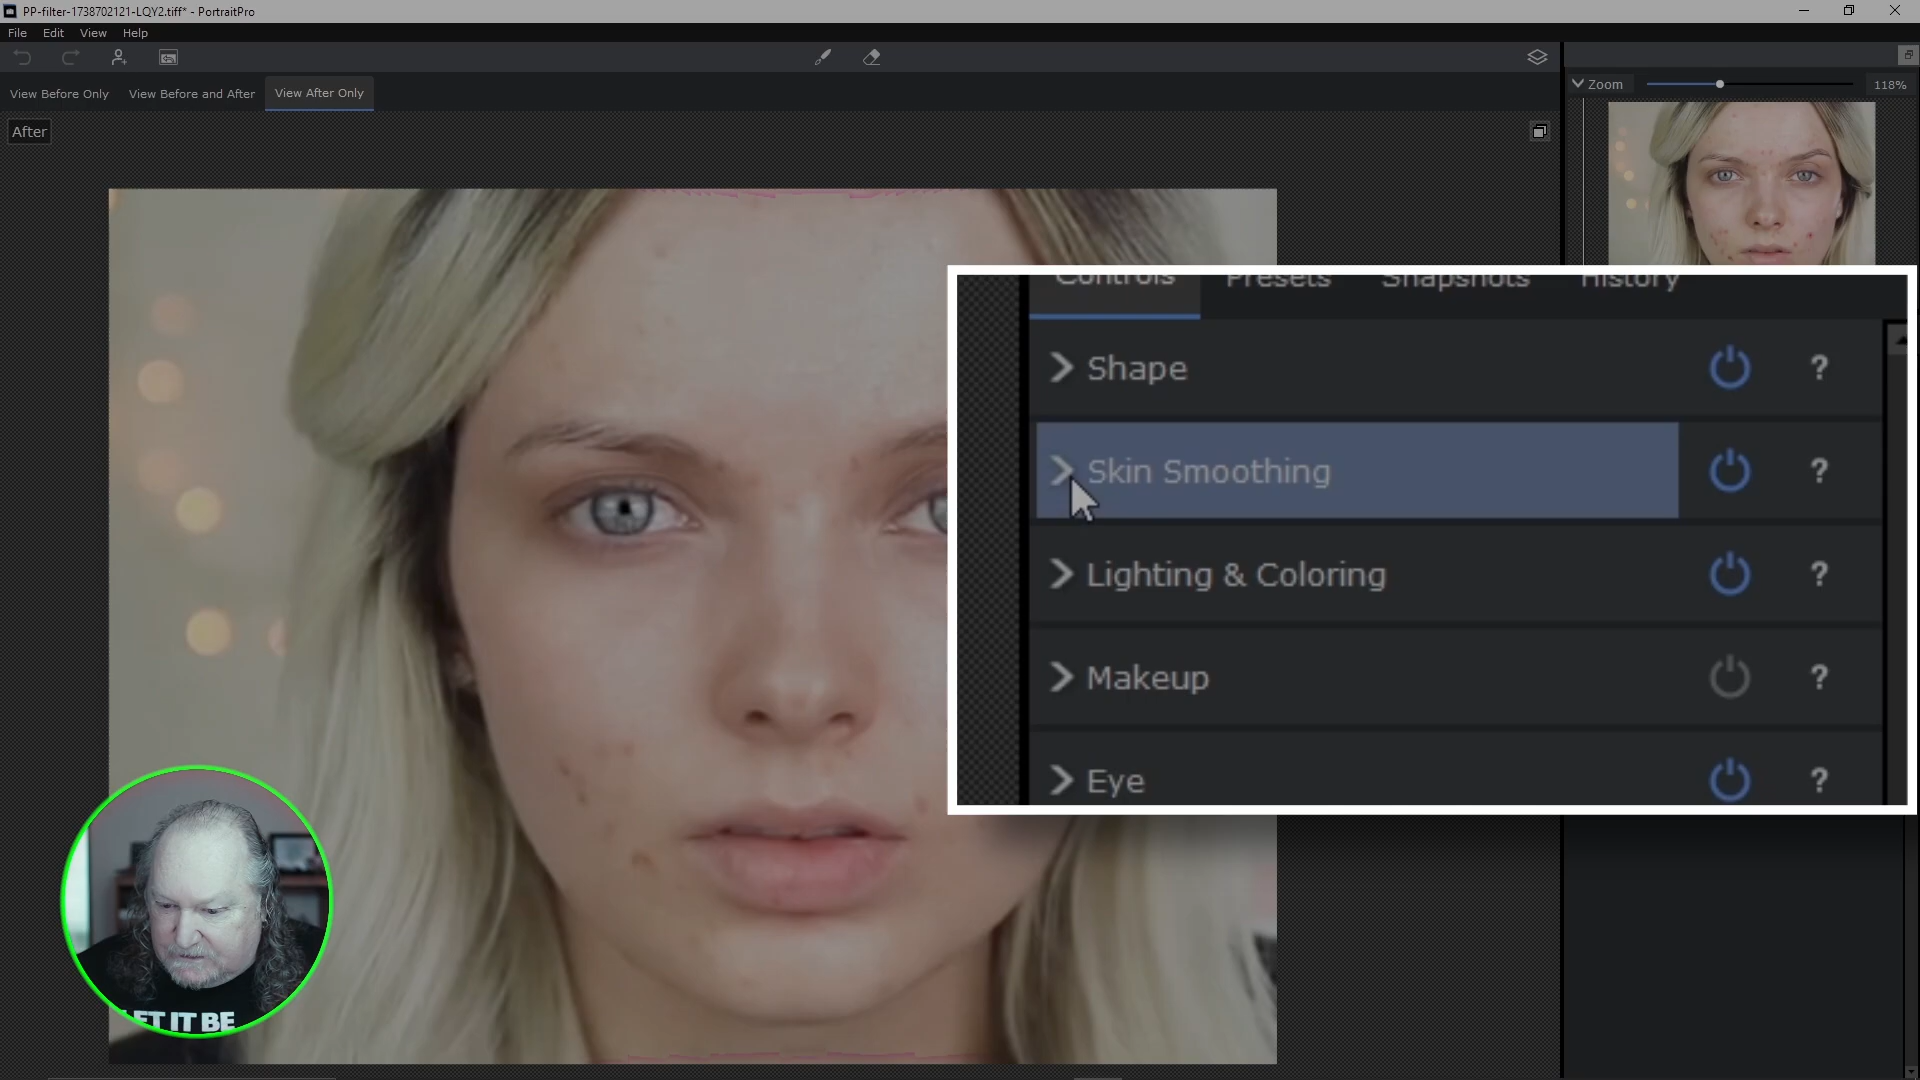 PP-filter-1738702121-LQY2.tiff* - PortraitPro
File Edit View Help
View Before Only View Before and After View After Only
Zoom 118%
After
Controls Presets Snapshots History
Shape ?
Skin Smoothing ?
Lighting & Coloring ?
Makeup ?
Eye ?
LET IT BE